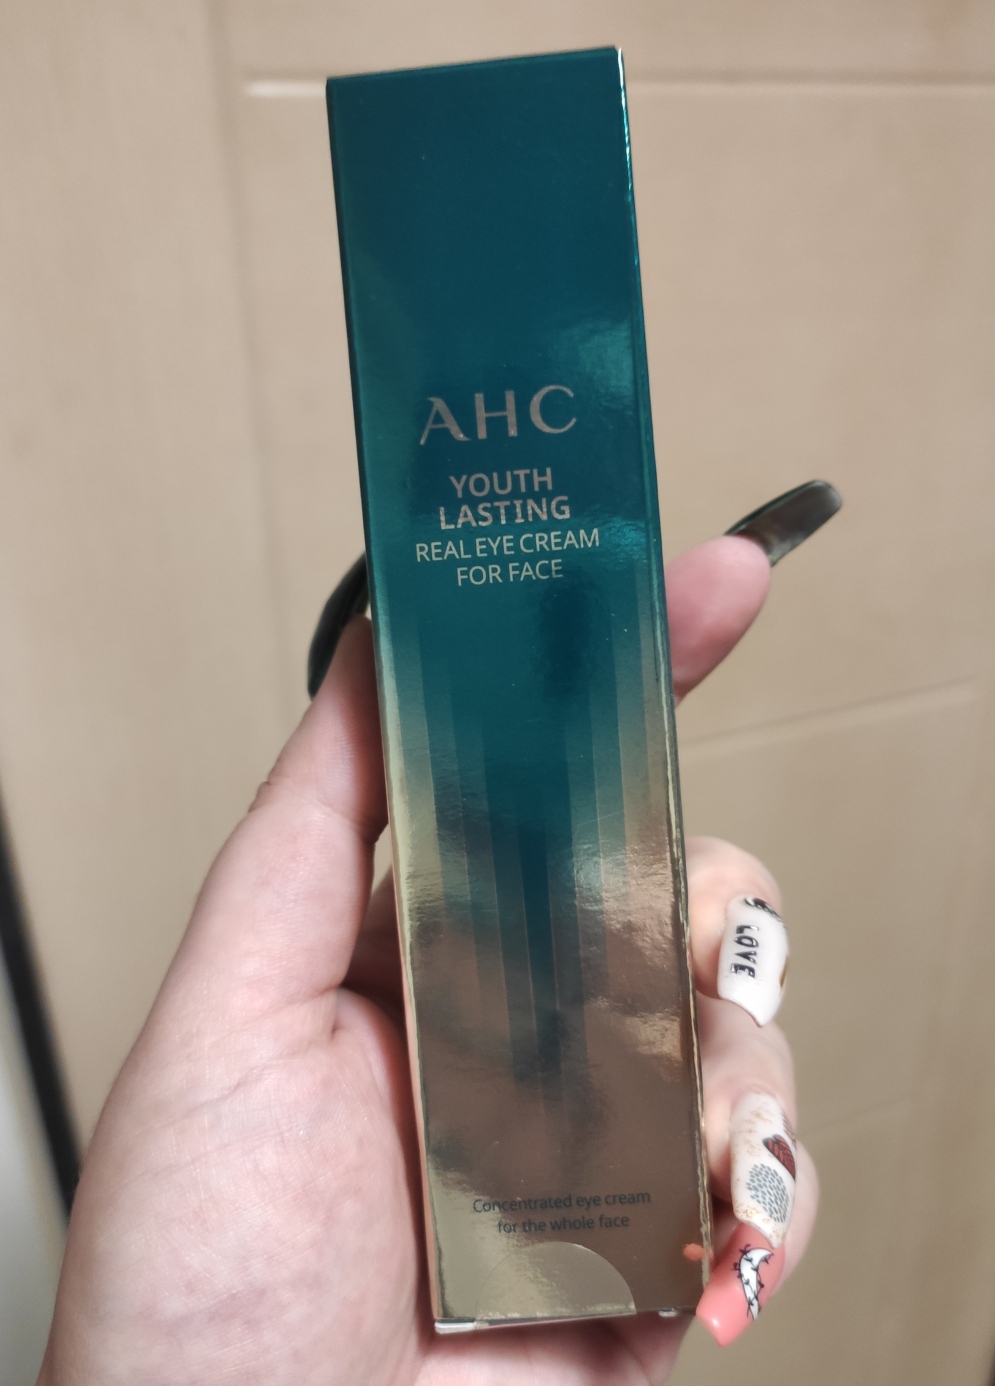 AHC
YOUTH
LASTING
REAL EYE CREAM
FOR FACE
LOVE
Concentrated eye cream
for the whole face